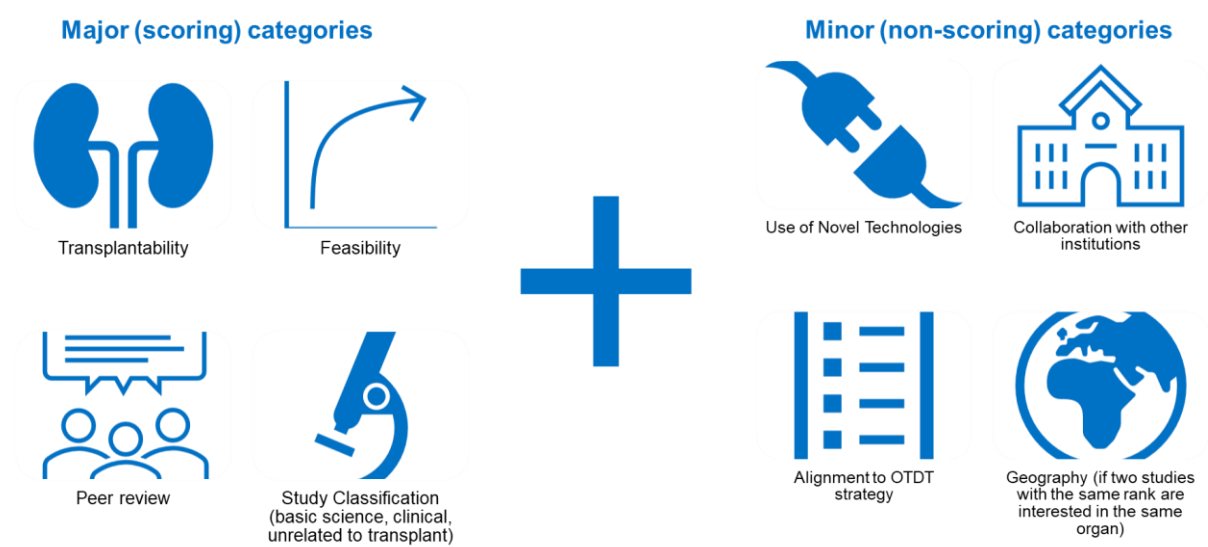 Major (scoring) categories
Minor (non-scoring) categories
Transplantability
Feasibility
Use of Novel Technologies
Collaboration with other
institutions
Peer review
Study Classification
(basic science, clinical,
unrelated to transplant)
Alignment to OTDT
strategy
Geography (if two studies
with the same rank are
interested in the same
organ)